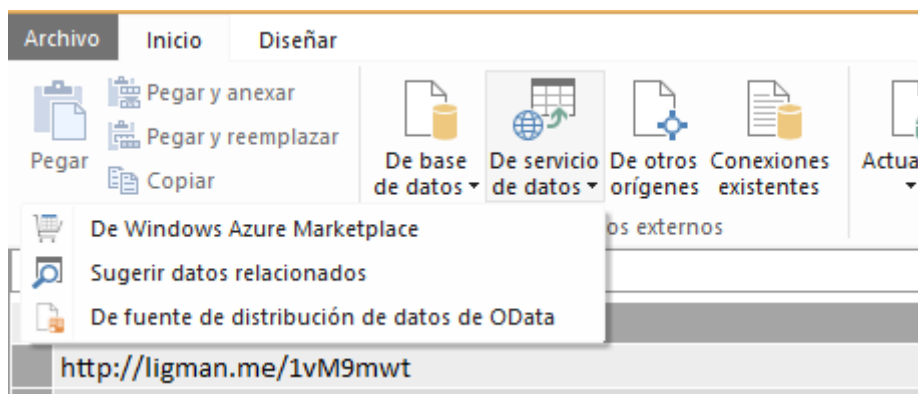 Archivo Inicio Diseñar
Pegar y anexar
Pegar y reemplazar
Copiar
Pegar
De base de datos
De servicio de datos
De otros orígenes
Conexiones existentes
os externos
De Windows Azure Marketplace
Sugerir datos relacionados
De fuente de distribución de datos de OData
http://ligman.me/1vM9mwt